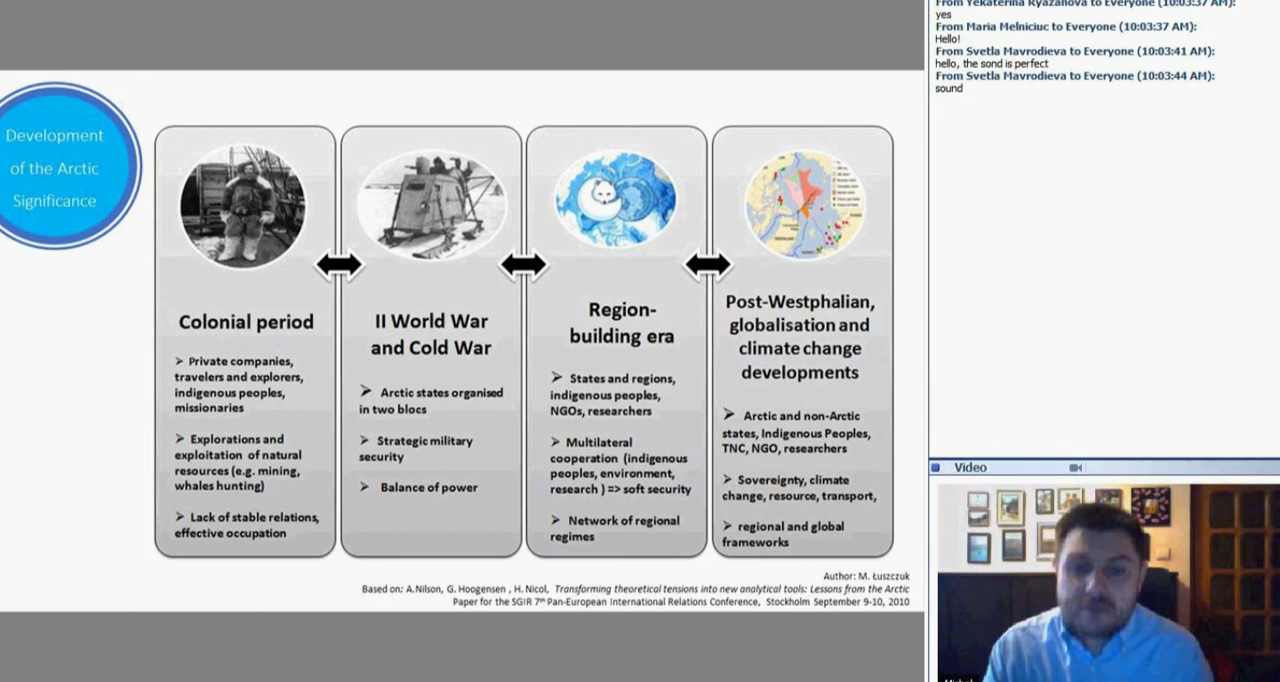 Development
of the Arctic
Significance
Colonial period
➢ Private companies,
travelers and explorers,
indigenous peoples,
missionaries
➢ Explorations and
exploitation of natural
resources (e.g. mining,
whales hunting)
➢ Lack of stable relations,
effective occupation
II World War
and Cold War
➢ Arctic states organised
in two blocs
➢ Strategic military
security
➢ Balance of power
Region-
building era
➢ States and regions,
indigenous peoples,
NGOs, researchers
➢ Multilateral
cooperation (indigenous
peoples, environment,
research ) => soft security
➢ Network of regional
regimes
Post-Westphalian,
globalisation and
climate change
developments
➢ Arctic and non-Arctic
states, Indigenous Peoples,
TNC, NGO, researchers
➢ Sovereignty, climate
change, resource, transport,
➢ regional and global
frameworks
Author: M. Łuszczuk
Based on: A.Nilson, G. Hoogensen , H. Nicol, Transforming theoretical tensions into new analytical tools: Lessons from the Arctic
Paper for the SGIR 7th Pan-European International Relations Conference, Stockholm September 9-10, 2010
From Yekaterina Ryazanova to Everyone (10:03:37 AM):
yes
From Maria Melniciuc to Everyone (10:03:37 AM):
Hello!
From Svetla Mavrodieva to Everyone (10:03:41 AM):
hello, the sond is perfect
From Svetla Mavrodieva to Everyone (10:03:44 AM):
sound
Video